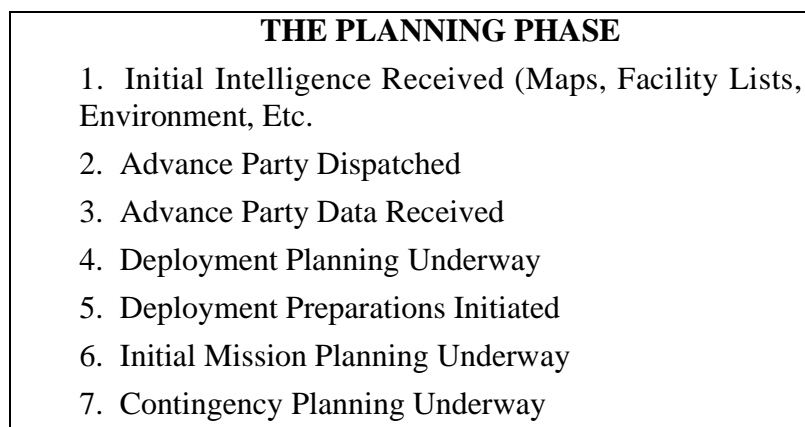 THE PLANNING PHASE
1. Initial Intelligence Received (Maps, Facility Lists,
Environment, Etc.
2. Advance Party Dispatched
3. Advance Party Data Received
4. Deployment Planning Underway
5. Deployment Preparations Initiated
6. Initial Mission Planning Underway
7. Contingency Planning Underway